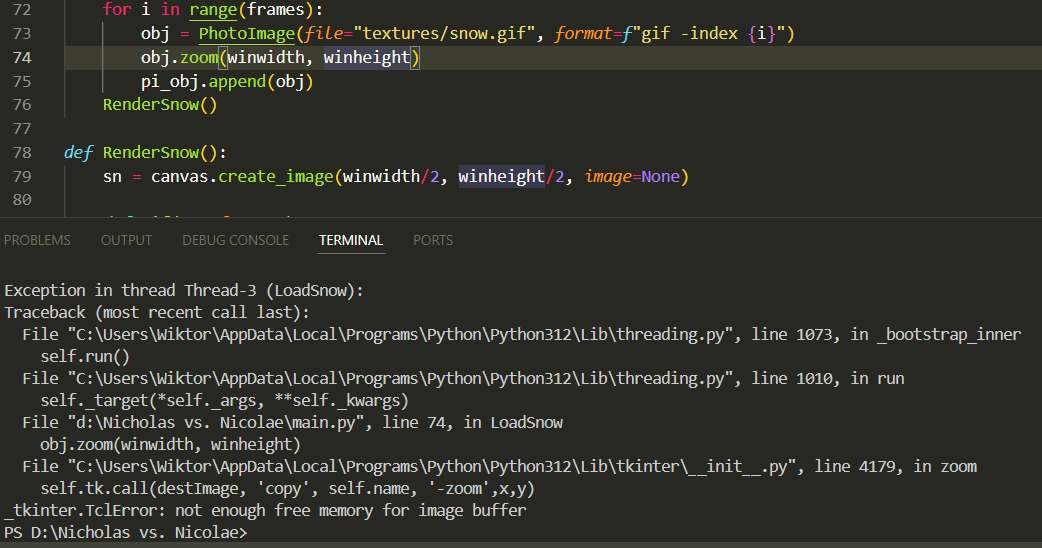 72 for i in range(frames):
73 obj = PhotoImage(file="textures/snow.gif", format=f"gif -index {i}")
74 obj.zoom(winwidth, winheight)
75 pi_obj.append(obj)
76 RenderSnow()
77
78 def RenderSnow():
79 sn = canvas.create_image(winwidth/2, winheight/2, image=None)
80
PROBLEMS OUTPUT DEBUG CONSOLE TERMINAL PORTS
Exception in thread Thread-3 (LoadSnow):
Traceback (most recent call last):
File "C:\Users\Wiktor\AppData\Local\Programs\Python\Python312\Lib\threading.py", line 1073, in _bootstrap_inner
self.run()
File "C:\Users\Wiktor\AppData\Local\Programs\Python\Python312\Lib\threading.py", line 1010, in run
self._target(*self._args, **self._kwargs)
File "d:\Nicholas vs. Nicolae\main.py", line 74, in LoadSnow
obj.zoom(winwidth, winheight)
File "C:\Users\Wiktor\AppData\Local\Programs\Python\Python312\Lib\tkinter\__init__.py", line 4179, in zoom
self.tk.call(destImage, 'copy', self.name, '-zoom',x,y)
_tkinter.TclError: not enough free memory for image buffer
PS D:\Nicholas vs. Nicolae>